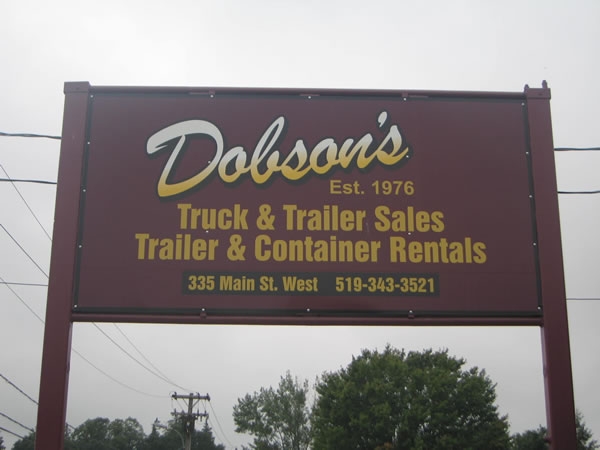 Dobson's
Est. 1976
Truck & Trailer Sales
Trailer & Container Rentals
335 Main St. West 519-343-3521